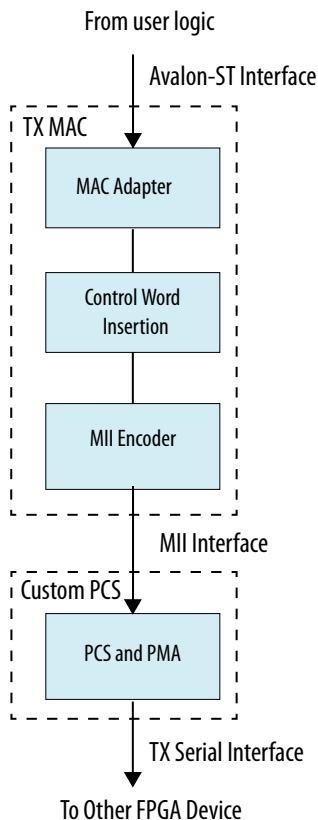 From user logic
Avalon-ST Interface
TX MAC
MAC Adapter
Control Word
Insertion
MII Encoder
MII Interface
Custom PCS
PCS and PMA
TX Serial Interface
To Other FPGA Device